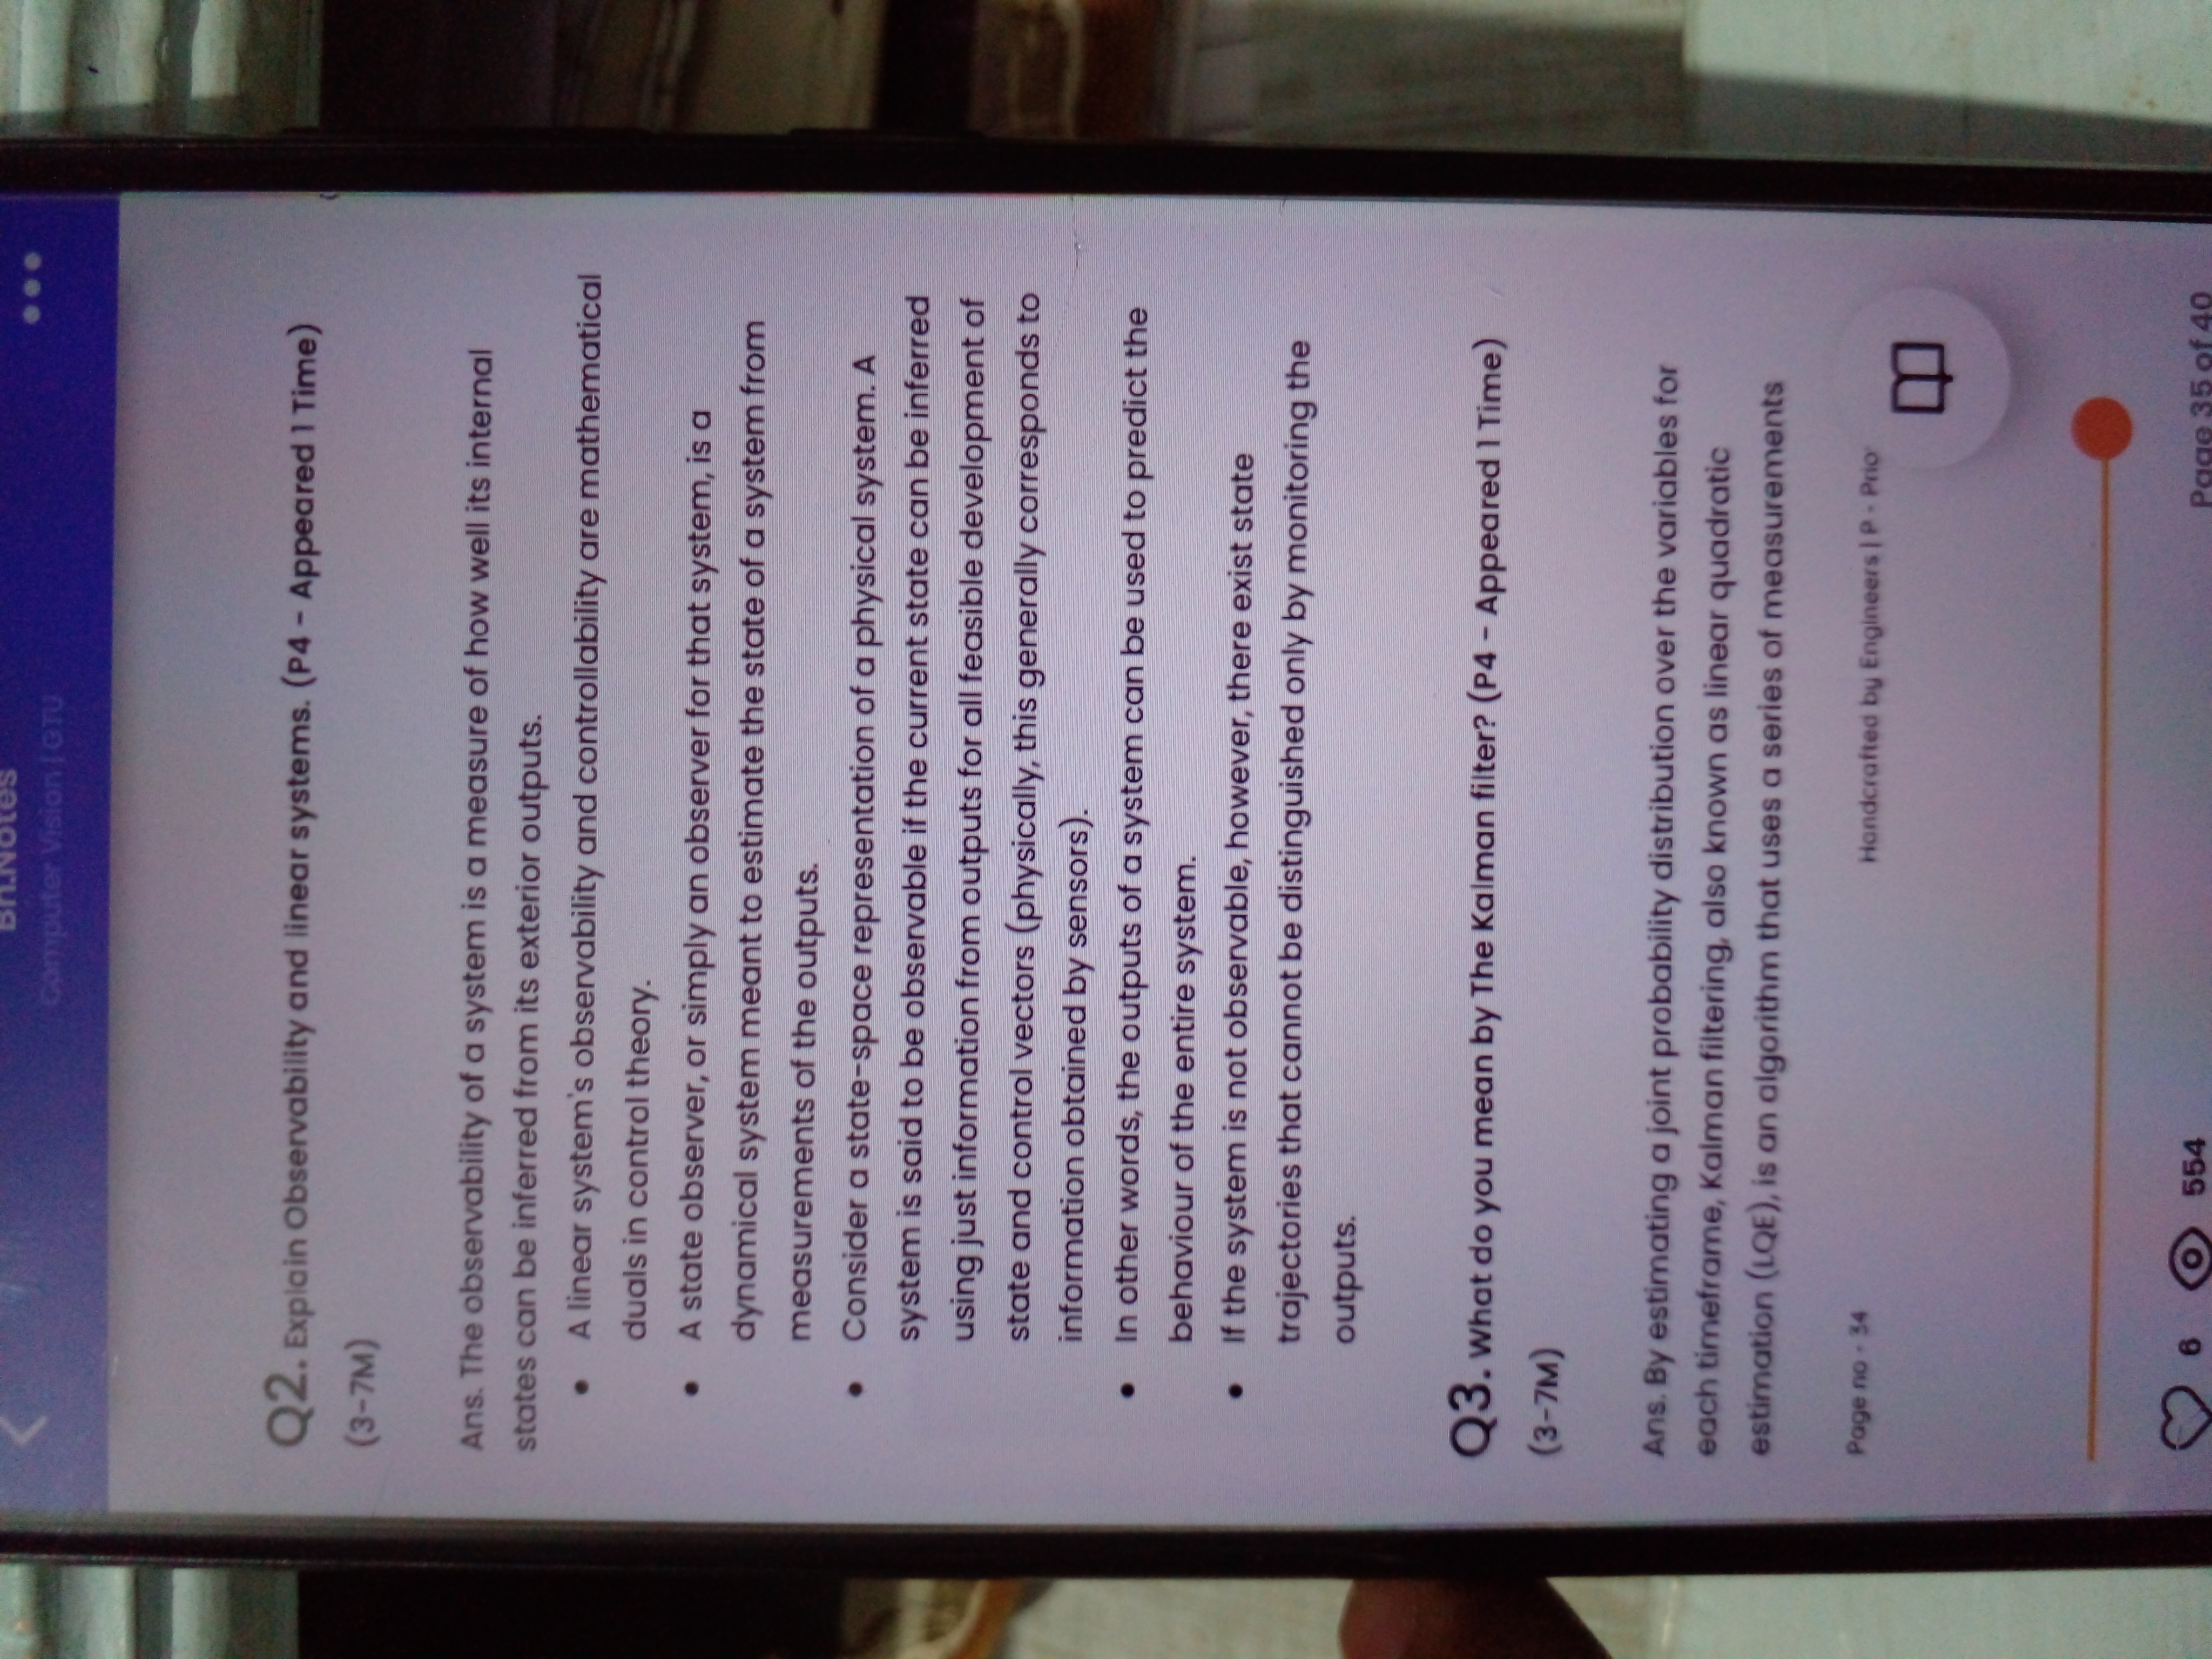 Bh.Notes
Computer Vision | GTU
Q2. Explain Observability and linear systems. (P4 - Appeared 1 Time)
(3-7M)
Ans. The observability of a system is a measure of how well its internal
states can be inferred from its exterior outputs.
• A linear system's observability and controllability are mathematical
duals in control theory.
• A state observer, or simply an observer for that system, is a
dynamical system meant to estimate the state of a system from
measurements of the outputs.
• Consider a state-space representation of a physical system. A
system is said to be observable if the current state can be inferred
using just information from outputs for all feasible development of
state and control vectors (physically, this generally corresponds to
information obtained by sensors).
• In other words, the outputs of a system can be used to predict the
behaviour of the entire system.
• If the system is not observable, however, there exist state
trajectories that cannot be distinguished only by monitoring the
outputs.
Q3. What do you mean by The Kalman filter? (P4 - Appeared 1 Time)
(3-7M)
Ans. By estimating a joint probability distribution over the variables for
each timeframe, Kalman filtering, also known as linear quadratic
estimation (LQE), is an algorithm that uses a series of measurements
Page no - 34
Handcrafted by Engineers | P - Prio
6 554
Page 35 of 40